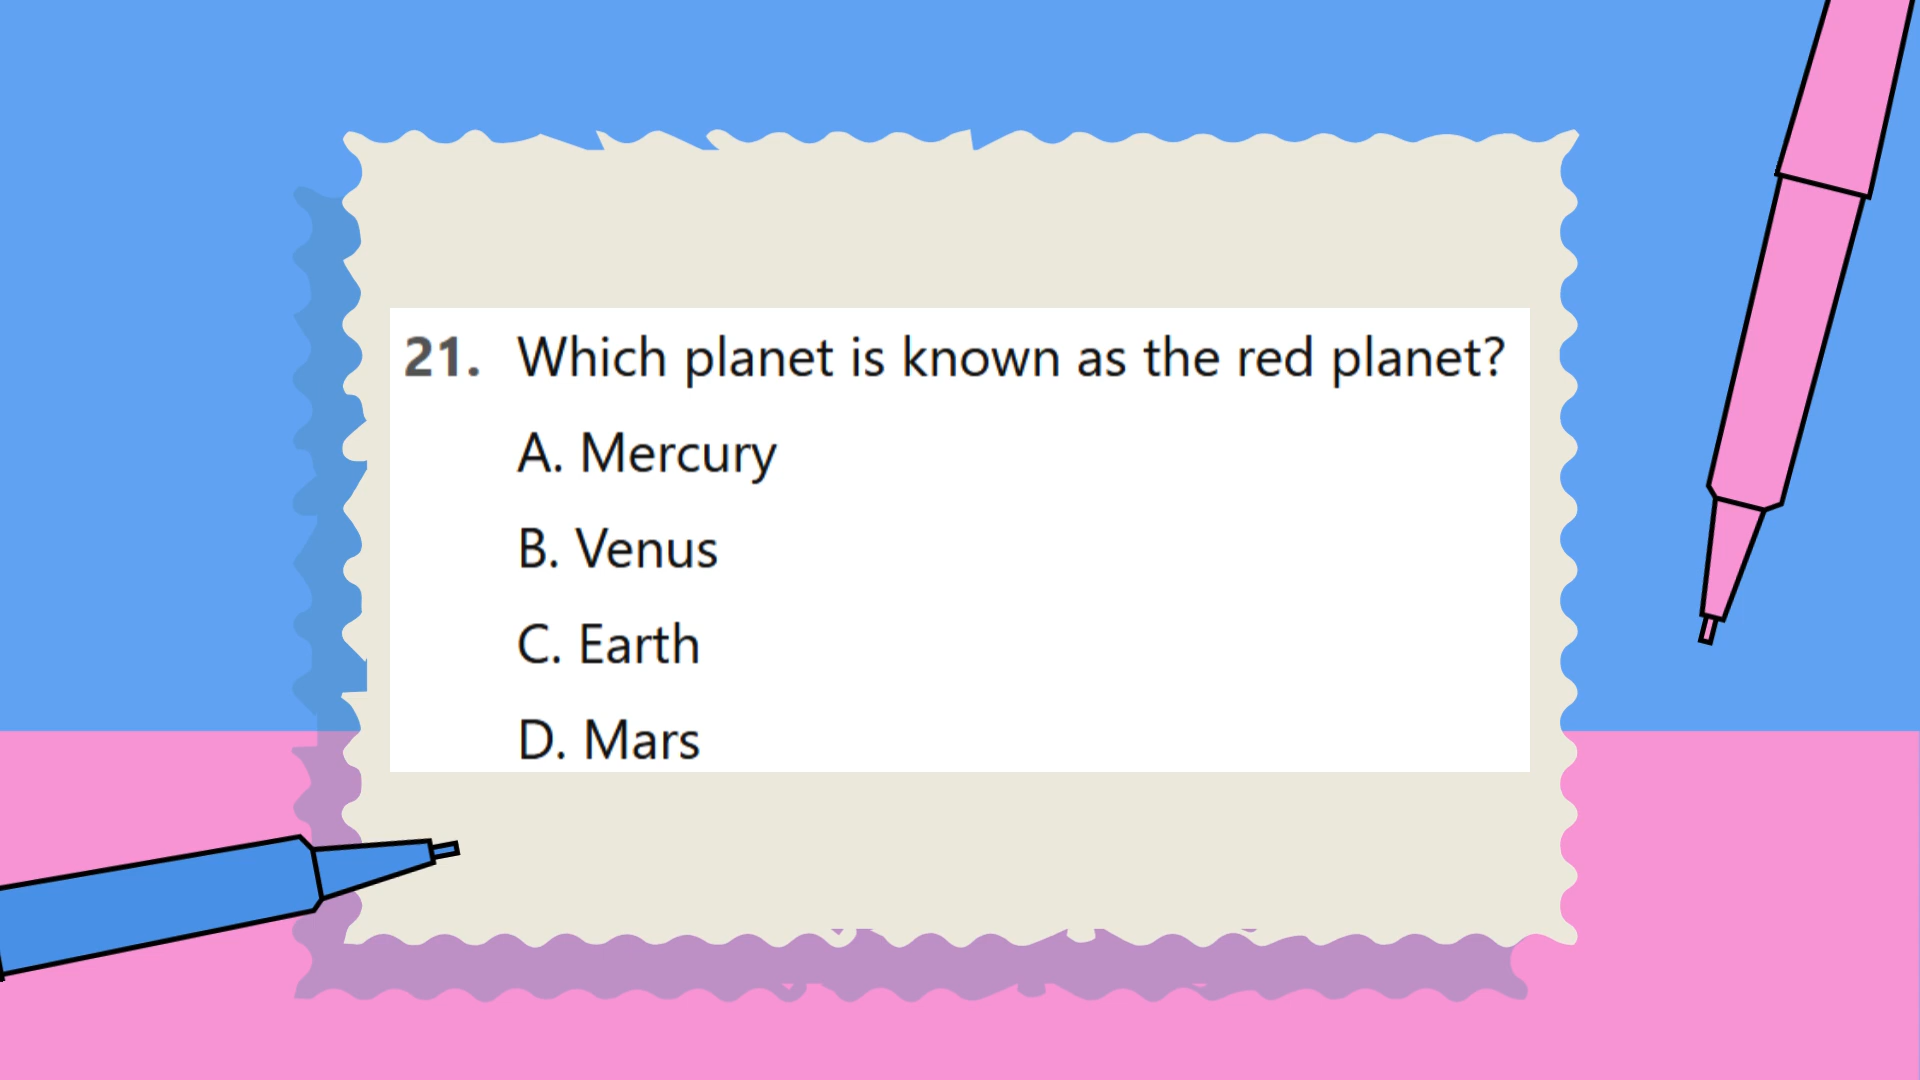 21. Which planet is known as the red planet?
A. Mercury
B. Venus
C. Earth
D. Mars